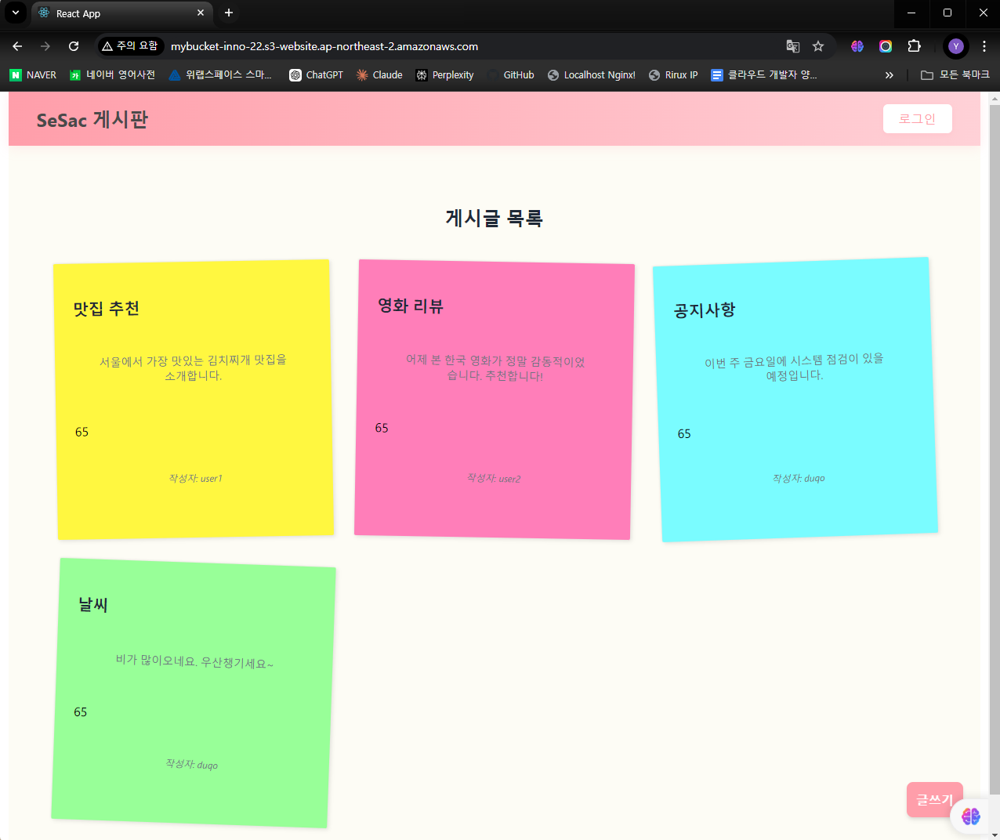 React App
주의 요함
mybucket-inno-22.s3-website.ap-northeast-2.amazonaws.com
Y
NAVER
네이버 영어사전
위랩스페이스 스마...
ChatGPT
Claude
Perplexity
GitHub
Localhost Nginx!
Rirux IP
클라우드 개발자 양...
모든 북마크
SeSac 게시판
로그인
게시글 목록
맛집 추천
서울에서 가장 맛있는 김치찌개 맛집을
소개합니다.
65
작성자: user1
영화 리뷰
어제 본 한국 영화가 정말 감동적이었
습니다. 추천합니다!
65
작성자: user2
공지사항
이번 주 금요일에 시스템 점검이 있을
예정입니다.
65
작성자: duqo
날씨
비가 많이오네요. 우산챙기세요~
65
작성자: duqo
글쓰기